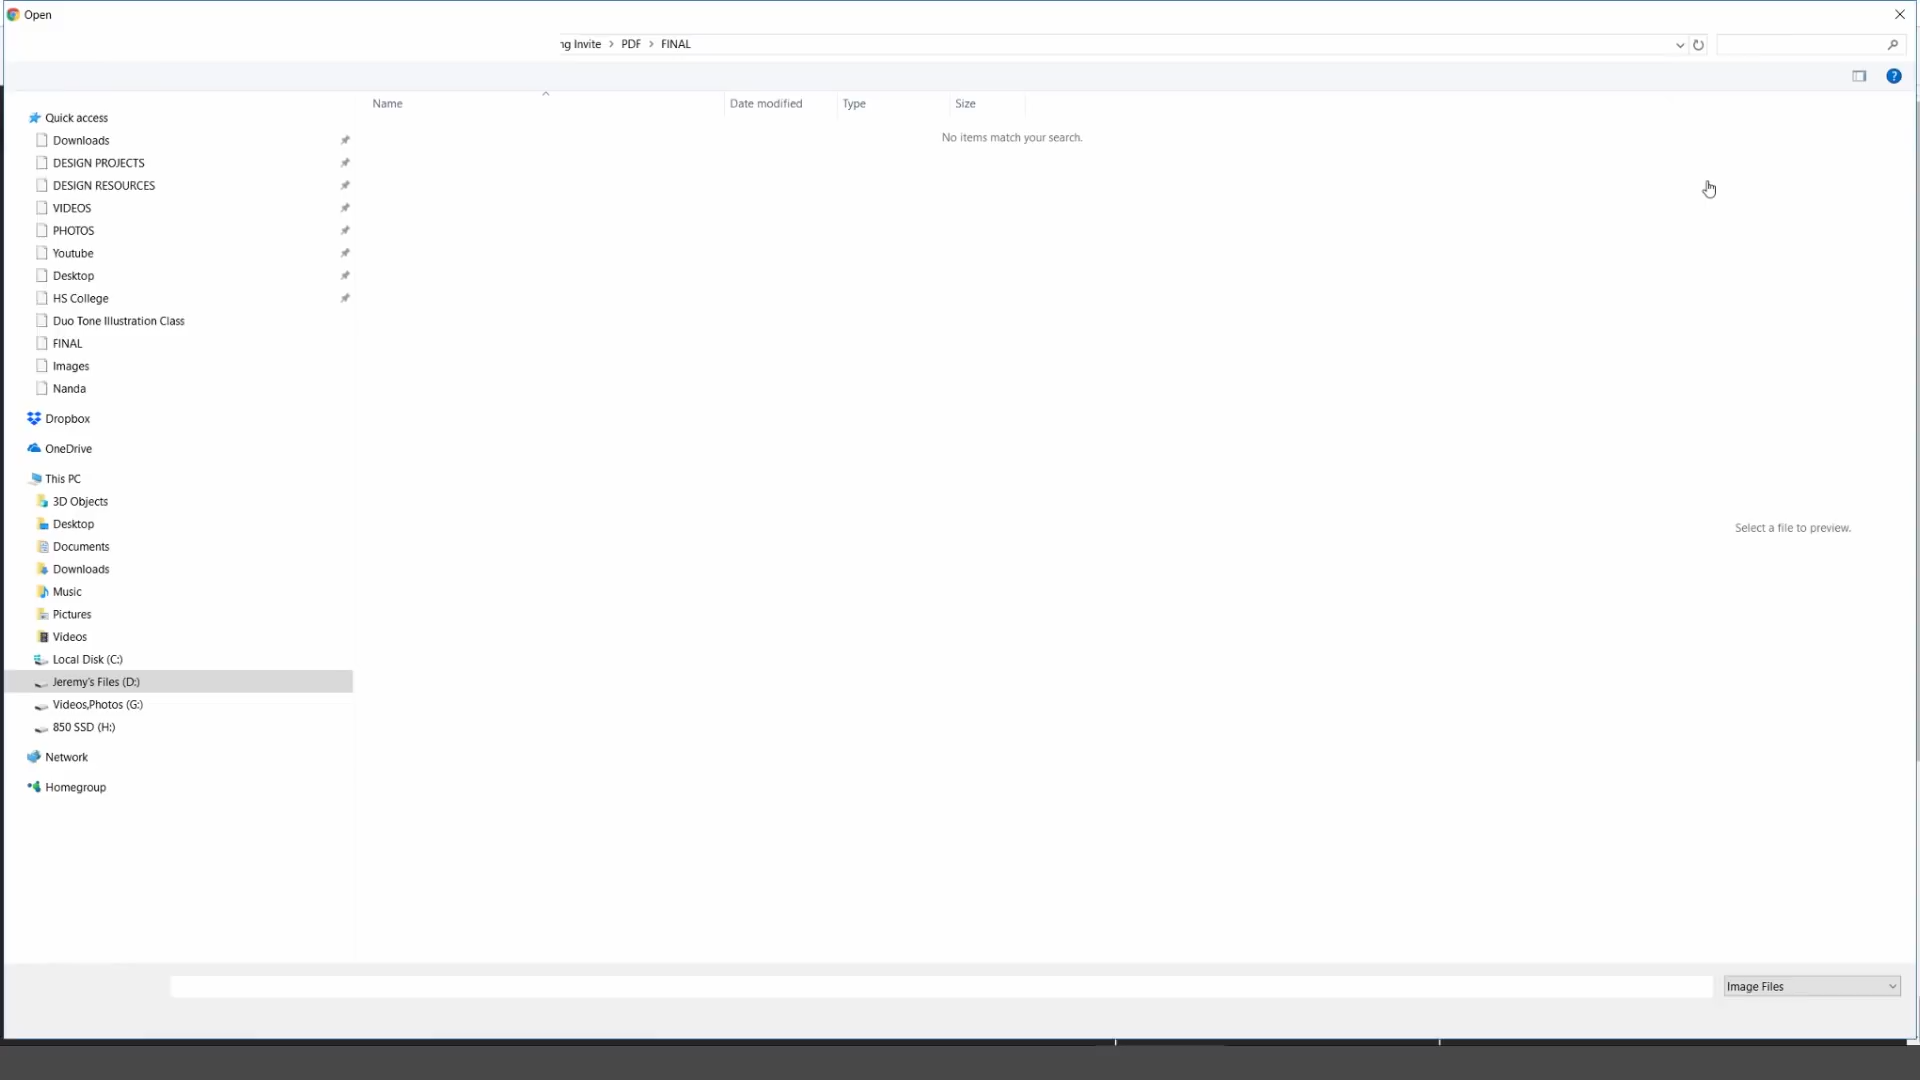 Open
ng Invite > PDF > FINAL
Name
Date modified
Type
Size
No items match your search.
Quick access
Downloads
DESIGN PROJECTS
DESIGN RESOURCES
VIDEOS
PHOTOS
Youtube
Desktop
HS College
Duo Tone Illustration Class
FINAL
Images
Nanda
Dropbox
OneDrive
This PC
3D Objects
Desktop
Documents
Downloads
Music
Pictures
Videos
Local Disk (C:)
Jeremy's Files (D:)
Videos,Photos (G:)
850 SSD (H:)
Network
Homegroup
Select a file to preview.
Image Files